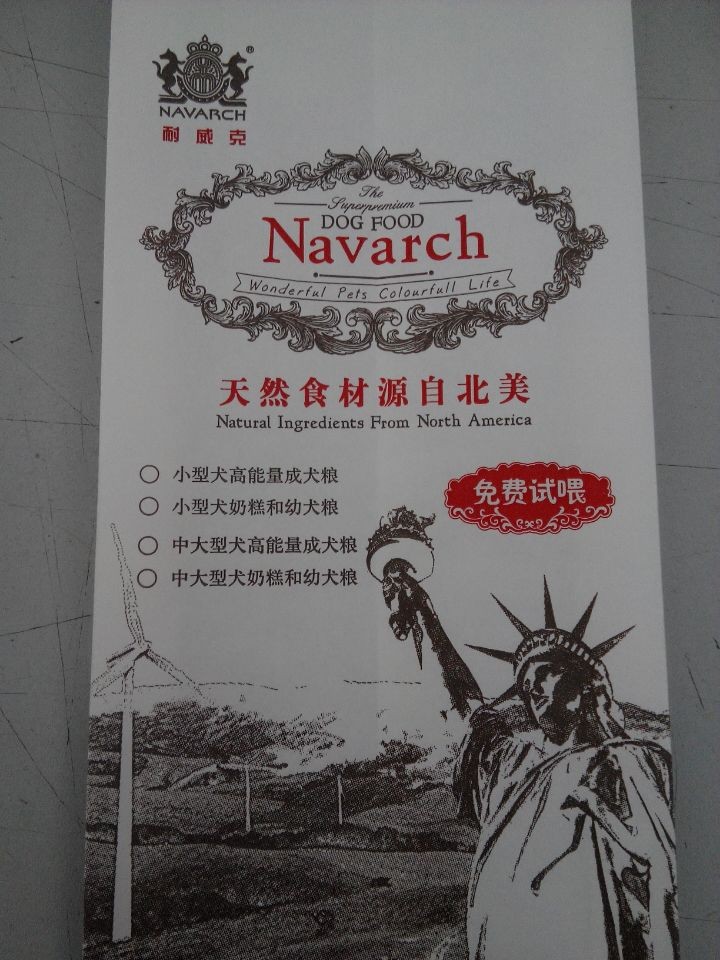 ®
NAVARCH
耐威克
The
Superpremium
DOG FOOD
Navarch
Wonderful Pets Colourfull Life
天然食材源自北美
Natural Ingredients From North America
小型犬高能量成犬粮
免费试喂
小型犬奶糕和幼犬粮
中大型犬高能量成犬粮
中大型犬奶糕和幼犬粮